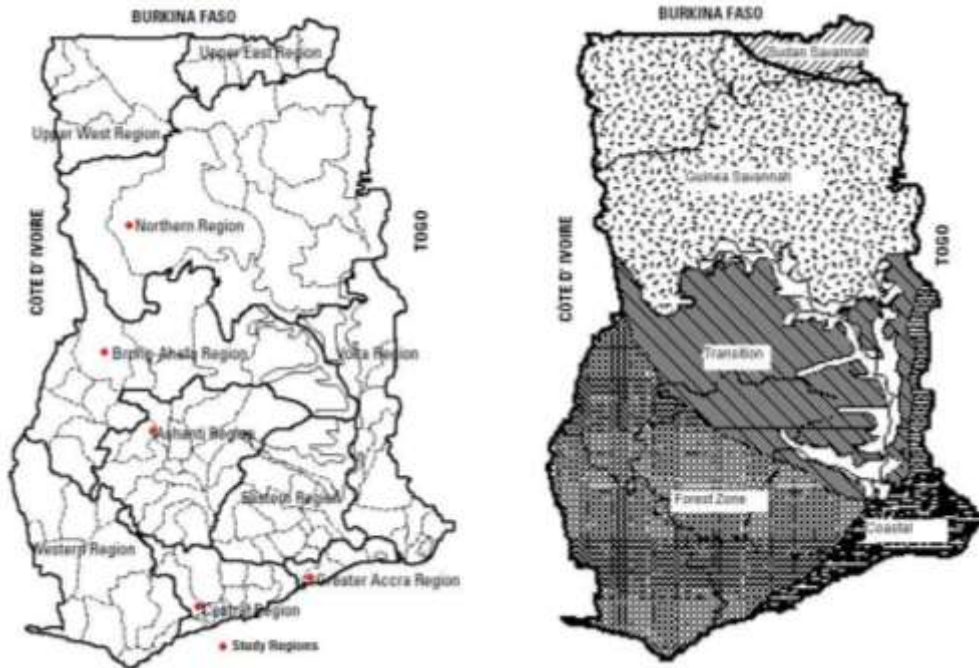 BURKINA FASO
Upper East Region
Upper West Region
Northern Region
CÔTE D' IVOIRE
TOGO
Brong-Ahafo Region
Volta Region
Ashanti Region
Eastern Region
Western Region
Greater Accra Region
Central Region
Study Regions
BURKINA FASO
Sudan Savannah
Guinea Savannah
CÔTE D' IVOIRE
TOGO
Transition
Forest Zone
Coastal